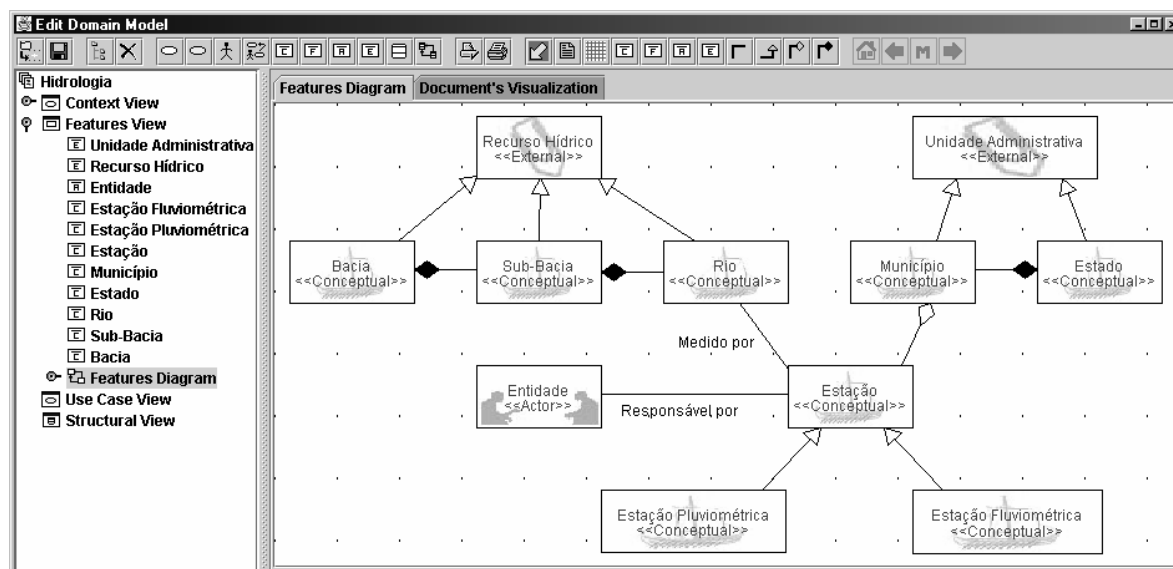 Edit Domain Model
Hidrologia
Context View
Features View
E Unidade Administrativa
E Recurso Hídrico
A Entidade
C Estação Fluviométrica
C Estação Pluviométrica
C Estação
C Município
C Estado
C Rio
C Sub-Bacia
C Bacia
Features Diagram
Use Case View
Structural View
C F A E
C F A E
M
Features Diagram
Document's Visualization
Recurso Hídrico
<<External>>
Unidade Administrativa
<<External>>
Bacia
<<Conceptual>>
Sub-Bacia
<<Conceptual>>
Rio
<<Conceptual>>
Município
<<Conceptual>>
Estado
<<Conceptual>>
Medido por
Entidade
<<Actor>>
Responsável por
Estação
<<Conceptual>>
Estação Pluviométrica
<<Conceptual>>
Estação Fluviométrica
<<Conceptual>>